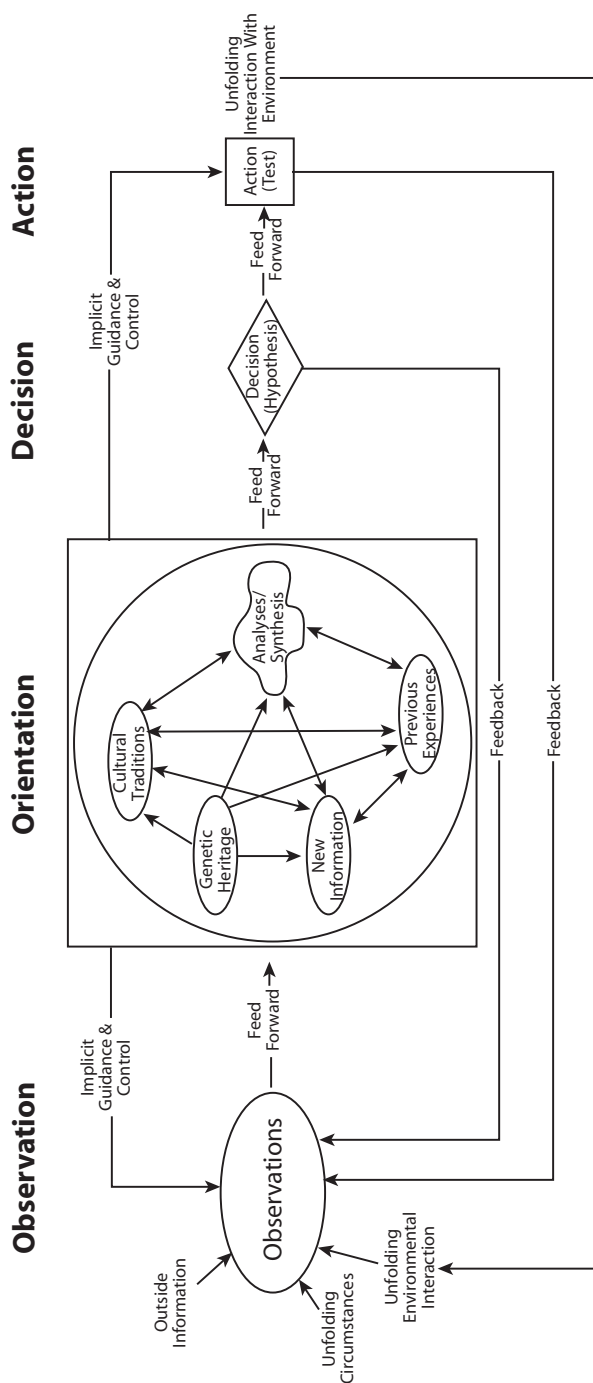 Observation
Orientation
Decision
Action
Implicit
Guidance &
Control
Implicit
Guidance &
Control
Outside
Information
Observations
Unfolding
Circumstances
Unfolding
Environmental
Interaction
Feed
Forward
Cultural
Traditions
Genetic
Heritage
New
Information
Previous
Experiences
Analyses/
Synthesis
Feed
Forward
Decision
(Hypothesis)
Feed
Forward
Action
(Test)
Unfolding
Interaction With
Environment
Feedback
Feedback